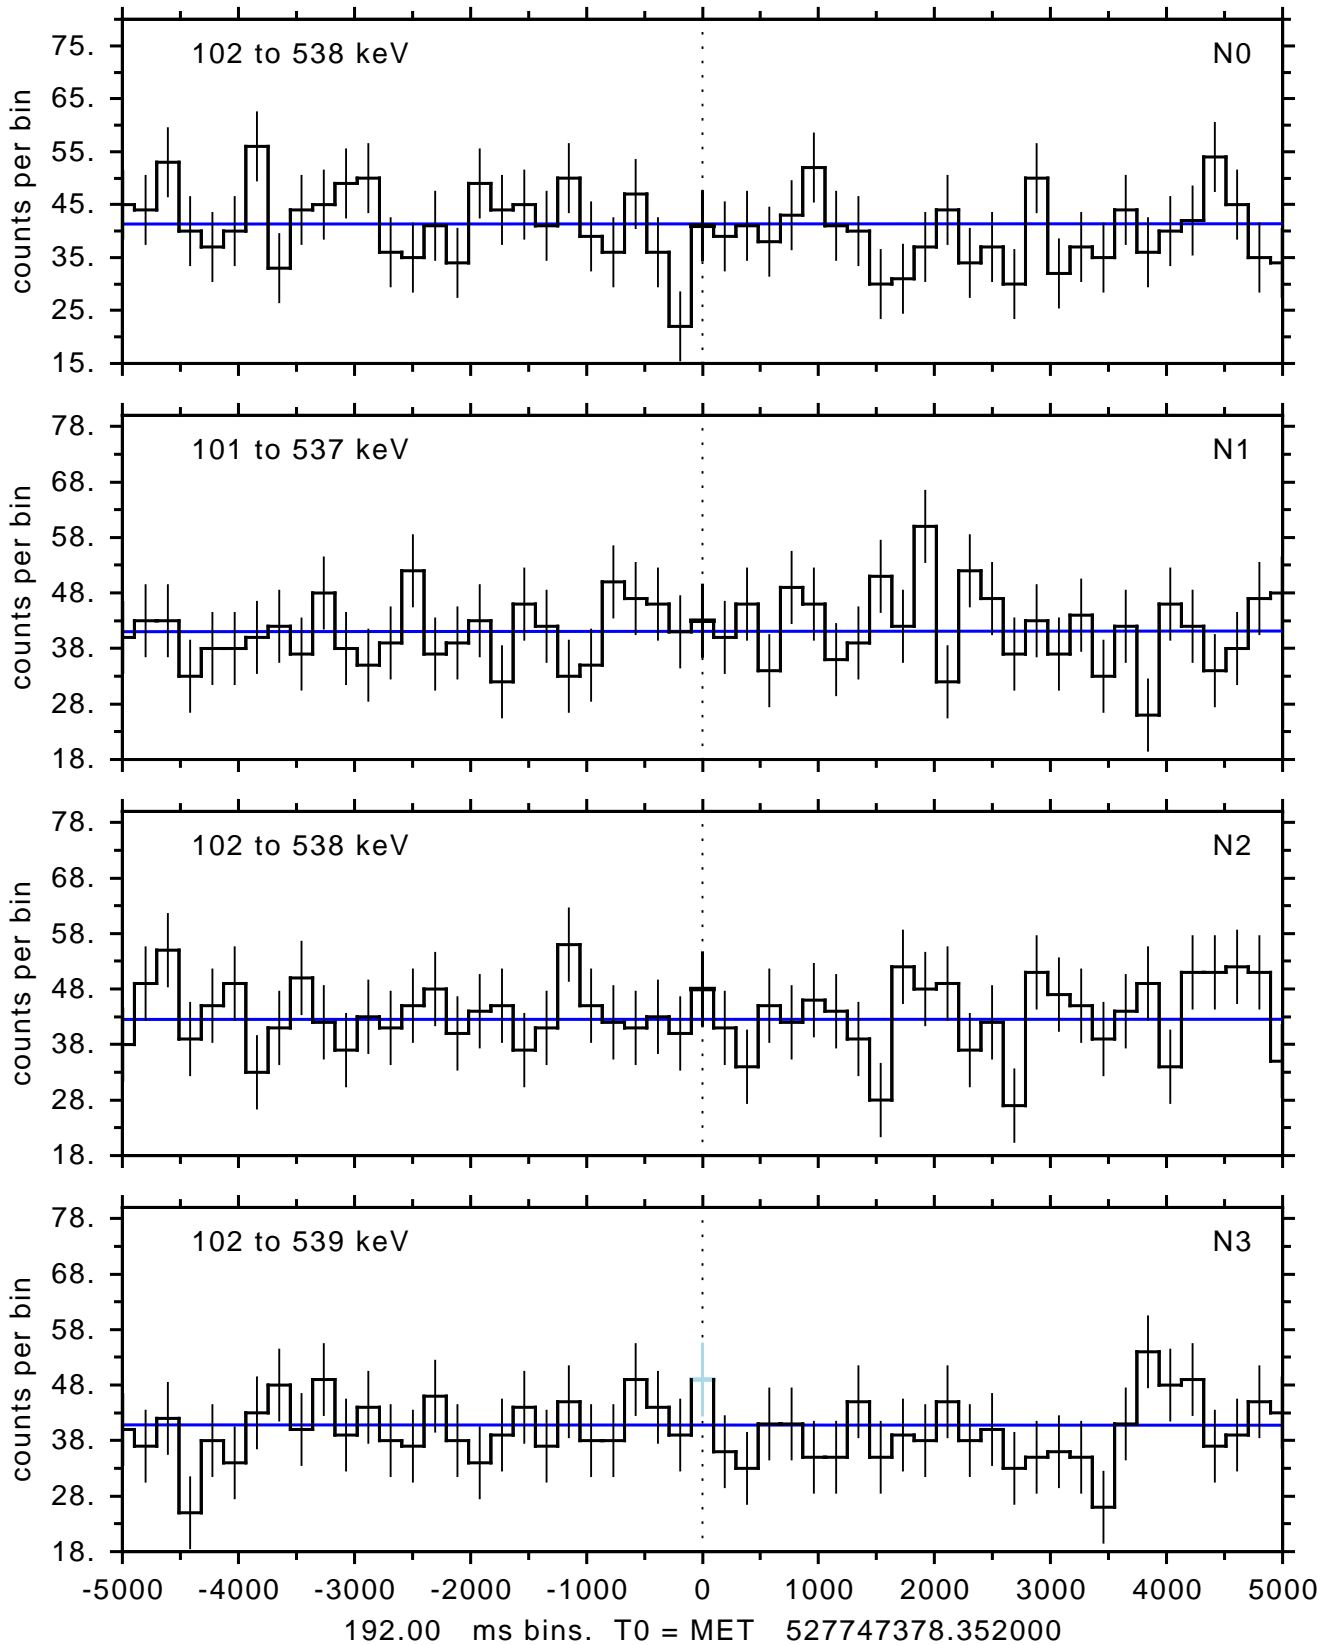 102 to 538 keV N0
75.
65.
55.
45.
35.
25.
15.
counts per bin
101 to 537 keV N1
78.
68.
58.
48.
38.
28.
18.
counts per bin
102 to 538 keV N2
78.
68.
58.
48.
38.
28.
18.
counts per bin
102 to 539 keV N3
78.
68.
58.
48.
38.
28.
18.
counts per bin
-5000 -4000 -3000 -2000 -1000 0 1000 2000 3000 4000 5000
192.00 ms bins. T0 = MET 527747378.352000